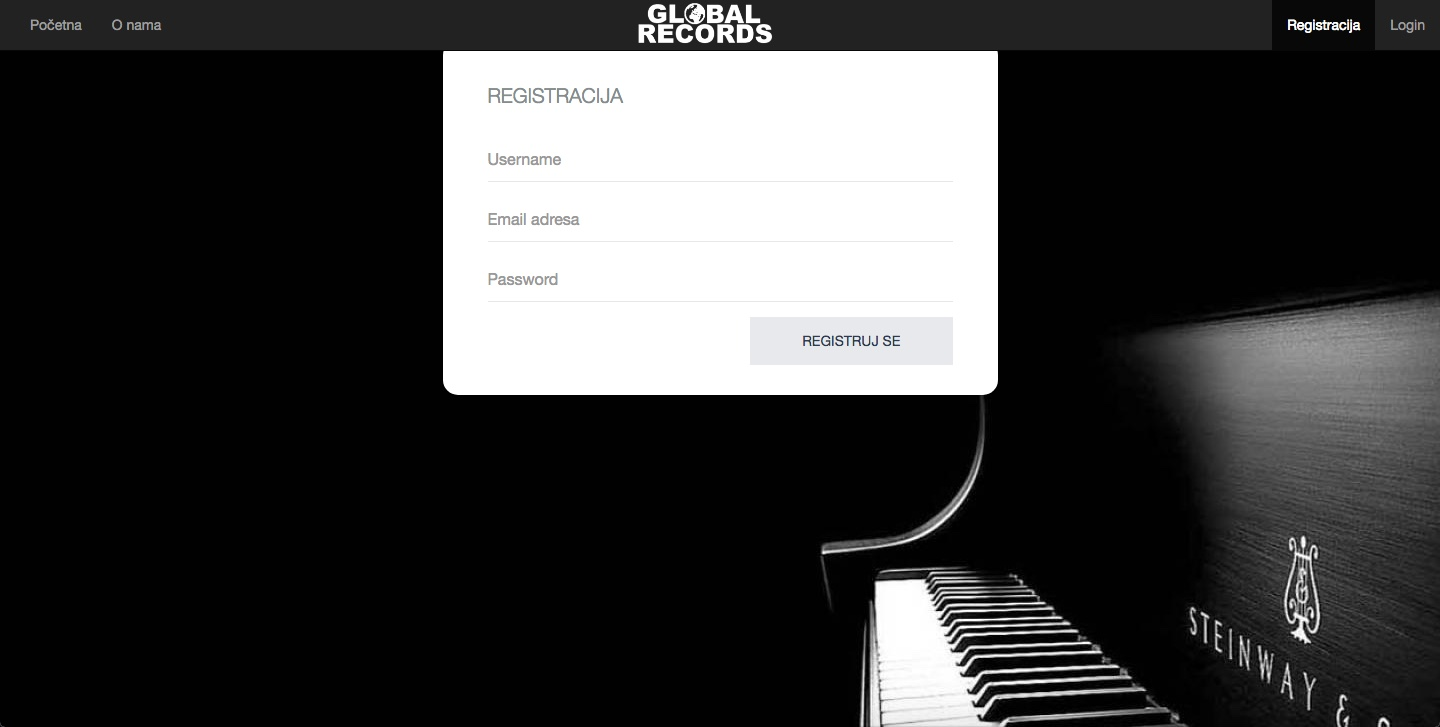 Početna
O nama
GLOBAL
RECORDS
Registracija
Login
REGISTRACIJA
Username
Email adresa
Password
REGISTRUJ SE
STEINWAY &